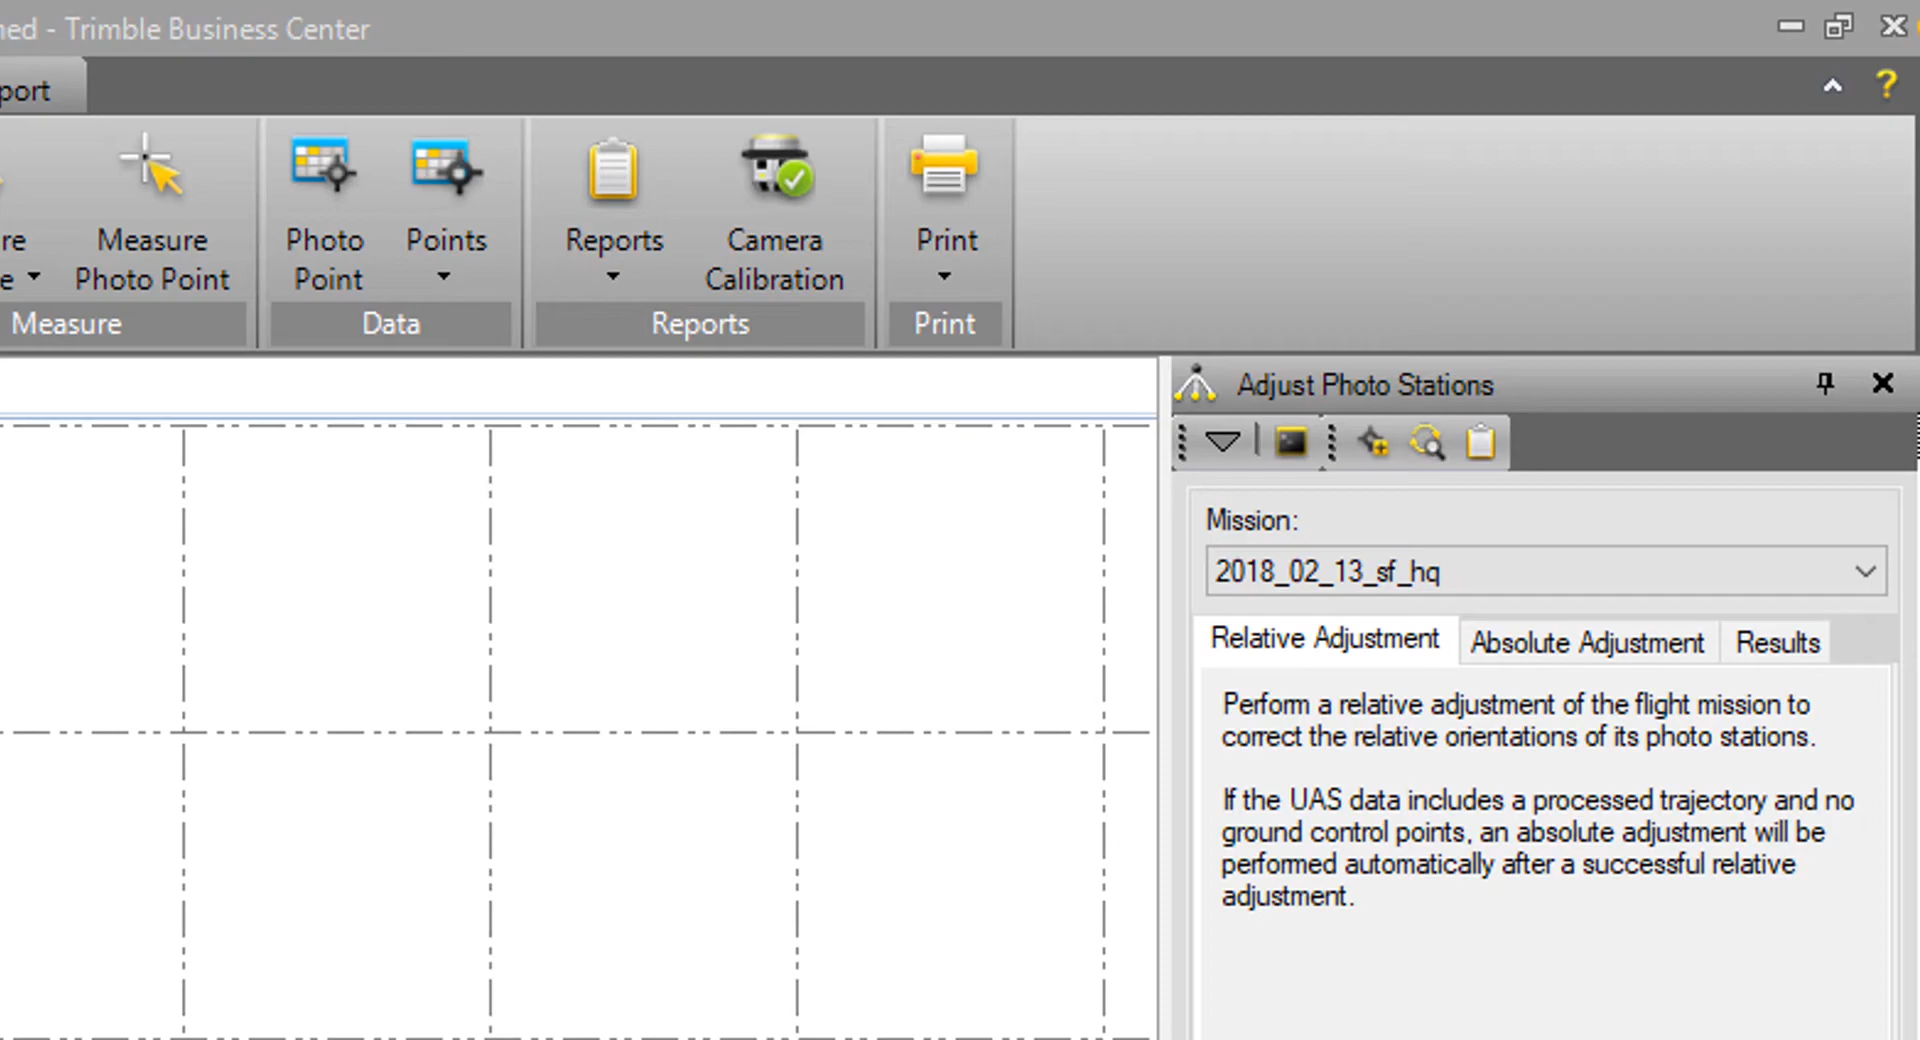 ned - Trimble Business Center
port
?
re
e
Measure
Photo Point
Measure
Photo
Point
Points
Data
Reports
Camera
Calibration
Reports
Print
Print
Adjust Photo Stations
Mission:
2018_02_13_sf_hq
Relative Adjustment
Absolute Adjustment
Results
Perform a relative adjustment of the flight mission to
correct the relative orientations of its photo stations.
If the UAS data includes a processed trajectory and no
ground control points, an absolute adjustment will be
performed automatically after a successful relative
adjustment.